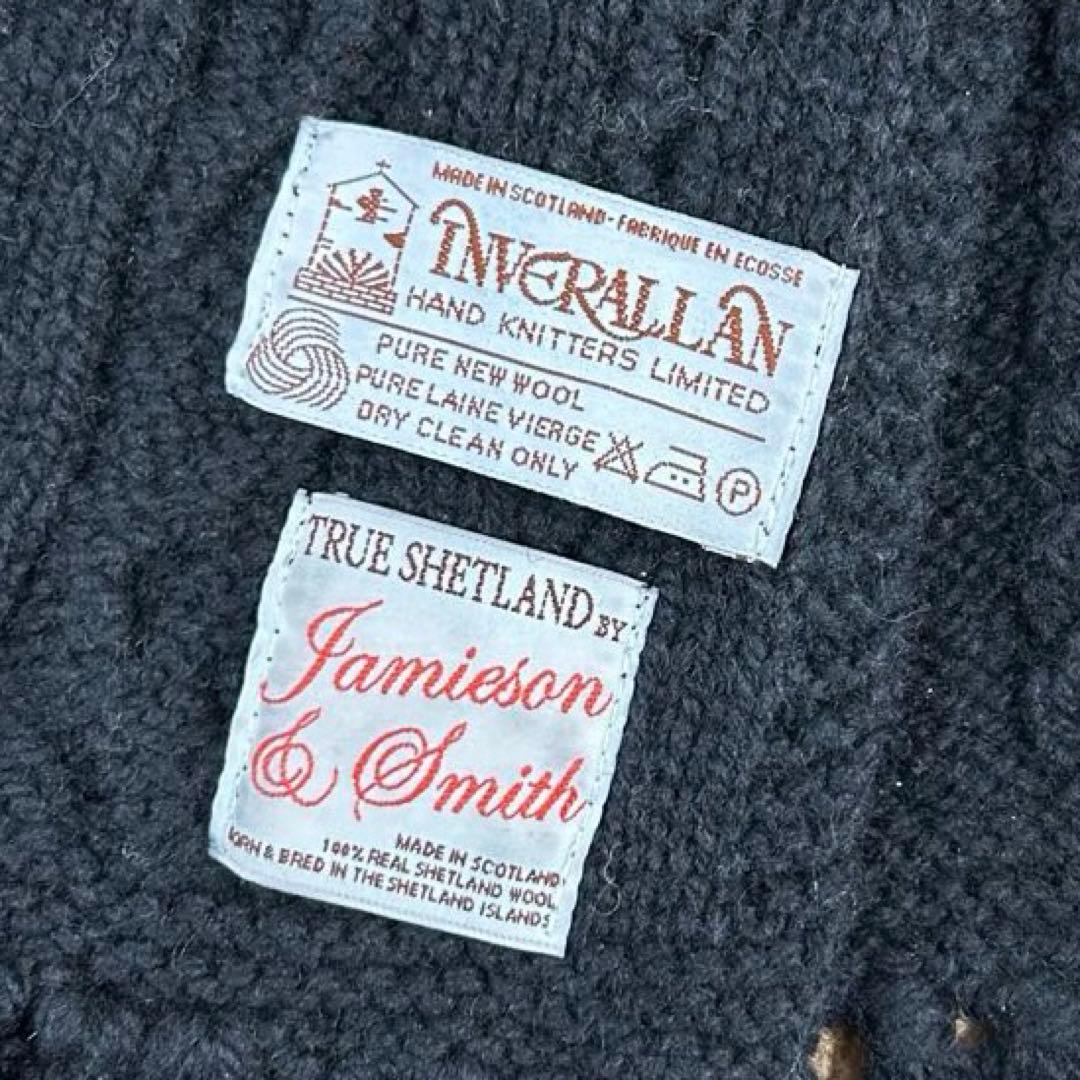 MADE IN SCOTLAND - FABRIQUE EN ECOSSE
INVERALLAN
HAND KNITTERS LIMITED
PURE NEW WOOL
PURE LAINE VIERGE
DRY CLEAN ONLY
P
TRUE SHETLAND BY
Jamieson
& Smith
MADE IN SCOTLAND
100% REAL SHETLAND WOOL
BORN & BRED IN THE SHETLAND ISLANDS